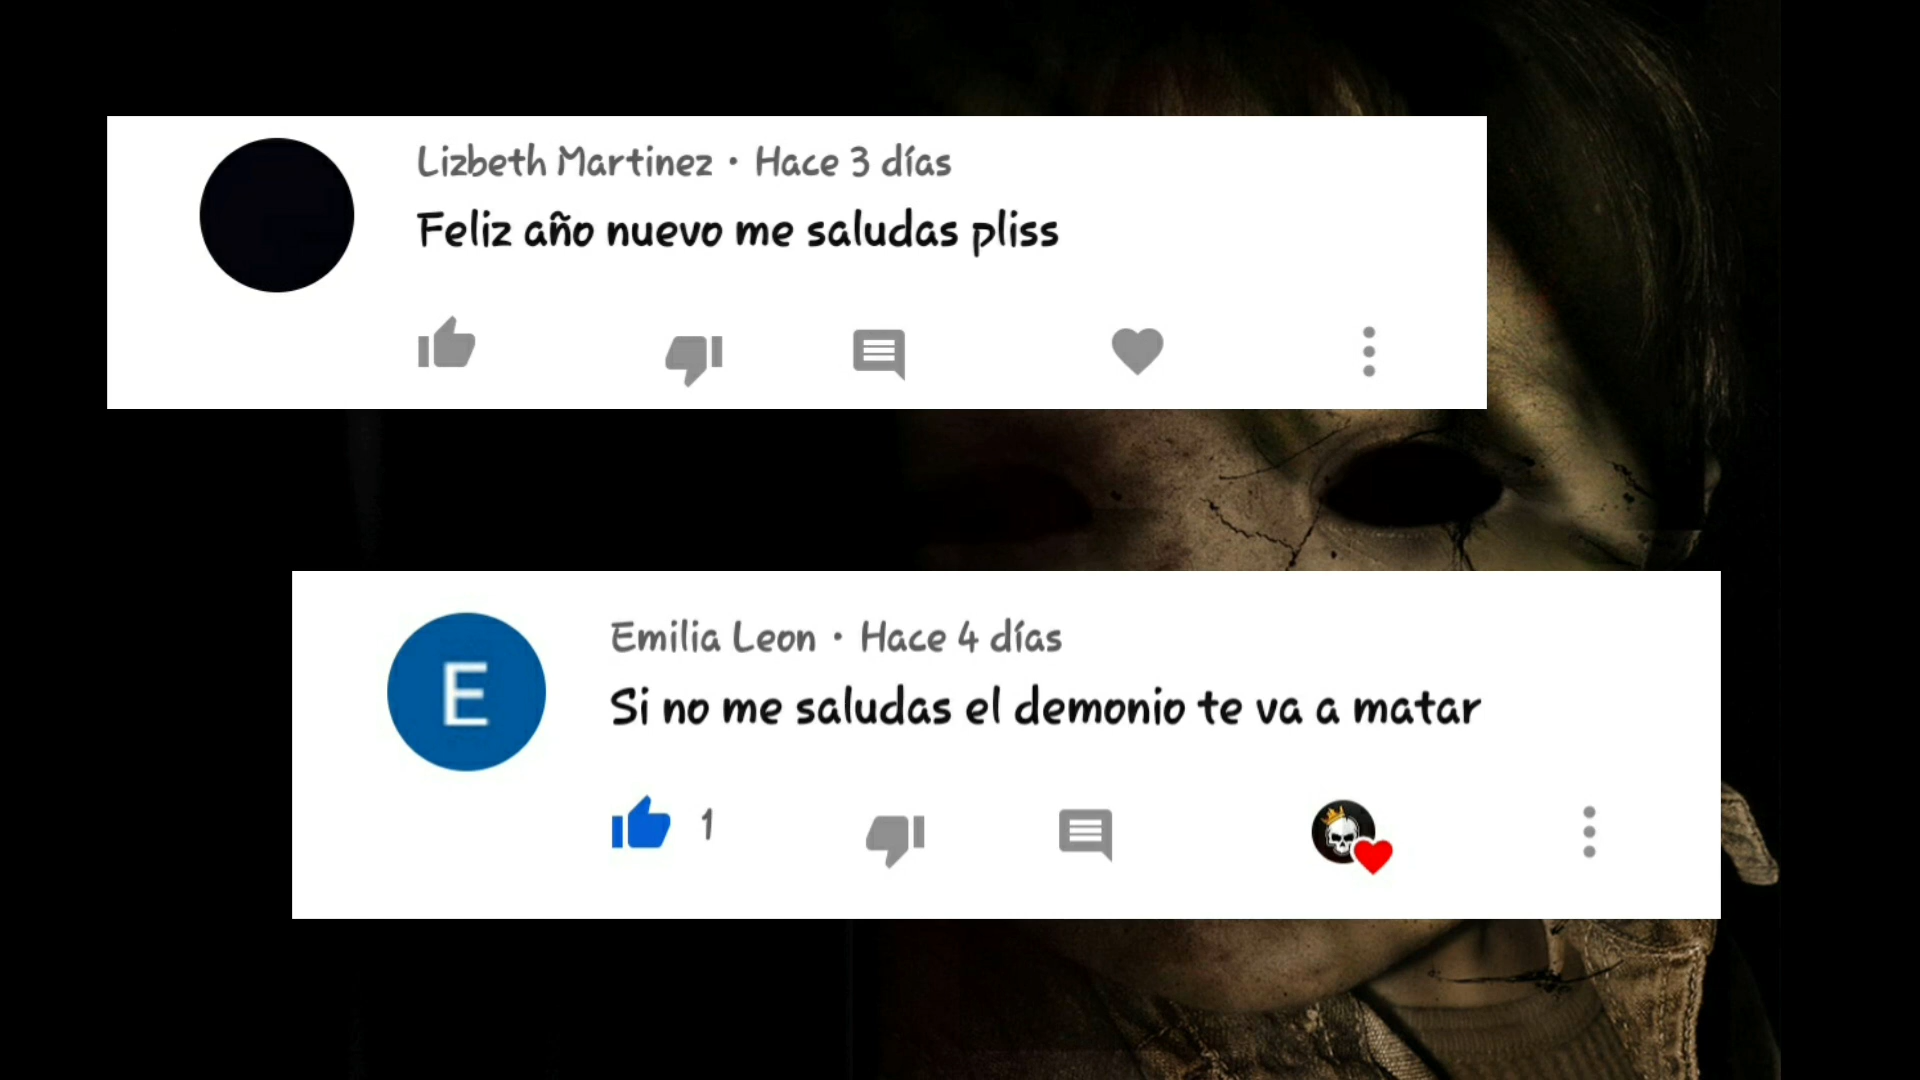 Lizbeth Martinez • Hace 3 días
Feliz año nuevo me saludas pliss
E
Emilia Leon • Hace 4 días
Si no me saludas el demonio te va a matar
1